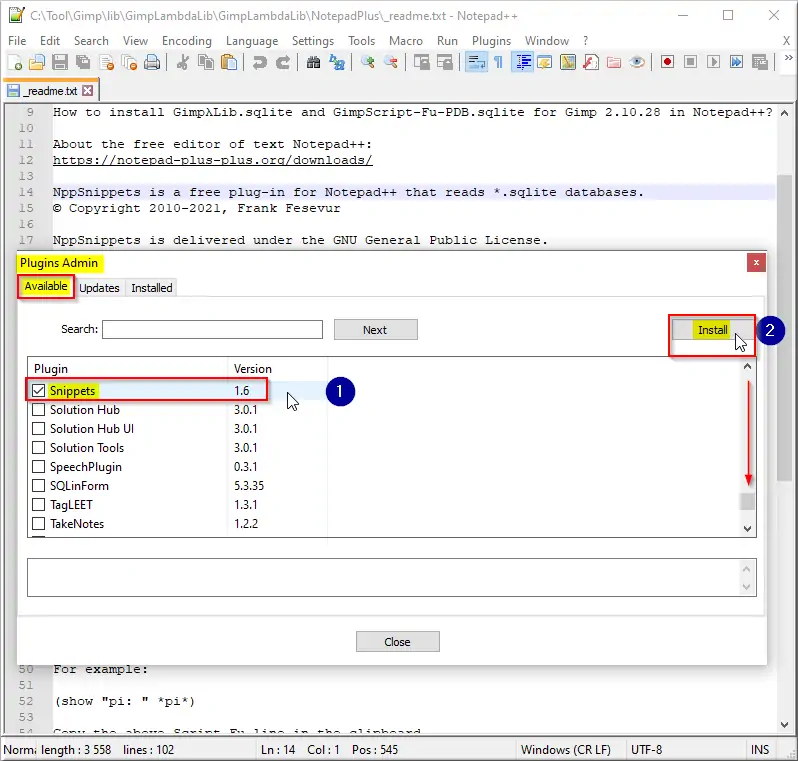 C:\Tool\Gimp\lib\GimpLambdaLib\GimpLambdaLib\NotepadPlus\_readme.txt - Notepad++
File Edit Search View Encoding Language Settings Tools Macro Run Plugins Window ? X
_readme.txt
9 How to install GimpλLib.sqlite and GimpScript-Fu-PDB.sqlite for Gimp 2.10.28 in Notepad++?
10
11 About the free editor of text Notepad++:
12 https://notepad-plus-plus.org/downloads/
13
14 NppSnippets is a free plug-in for Notepad++ that reads *.sqlite databases.
15 © Copyright 2010-2021, Frank Fesevur
16
17 NppSnippets is delivered under the GNU General Public License.
Plugins Admin x
Available Updates Installed
Search: Next Install 2
Plugin Version
Snippets 1.6 1
Solution Hub 3.0.1
Solution Hub UI 3.0.1
Solution Tools 3.0.1
SpeechPlugin 0.3.1
SQLinForm 5.3.35
TagLEET 1.3.1
TakeNotes 1.2.2
Close
50 For example:
51
52 (show "pi: " *pi*)
53
Copy the above Script-Fu line in the clipboard
Norma length : 3 558 lines : 102 Ln : 14 Col : 1 Pos : 545 Windows (CR LF) UTF-8 INS